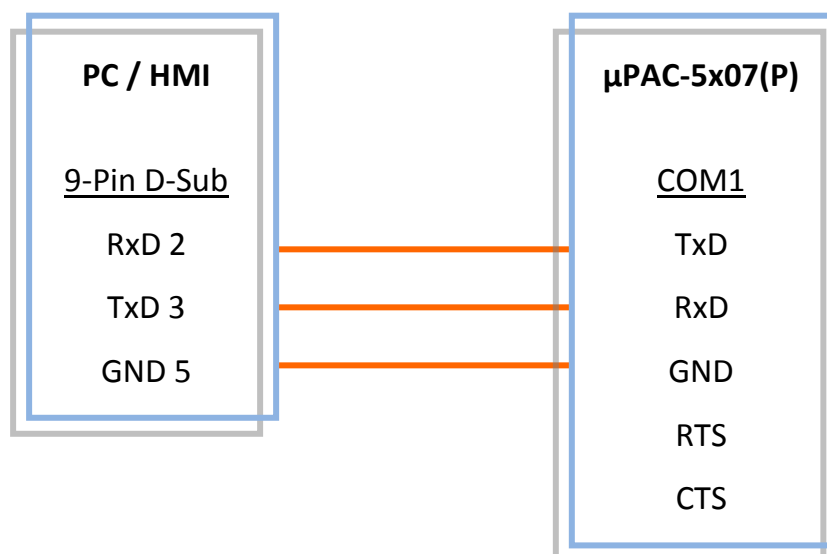 PC / HMI
9-Pin D-Sub
RxD 2
TxD 3
GND 5
µPAC-5x07(P)
COM1
TxD
RxD
GND
RTS
CTS